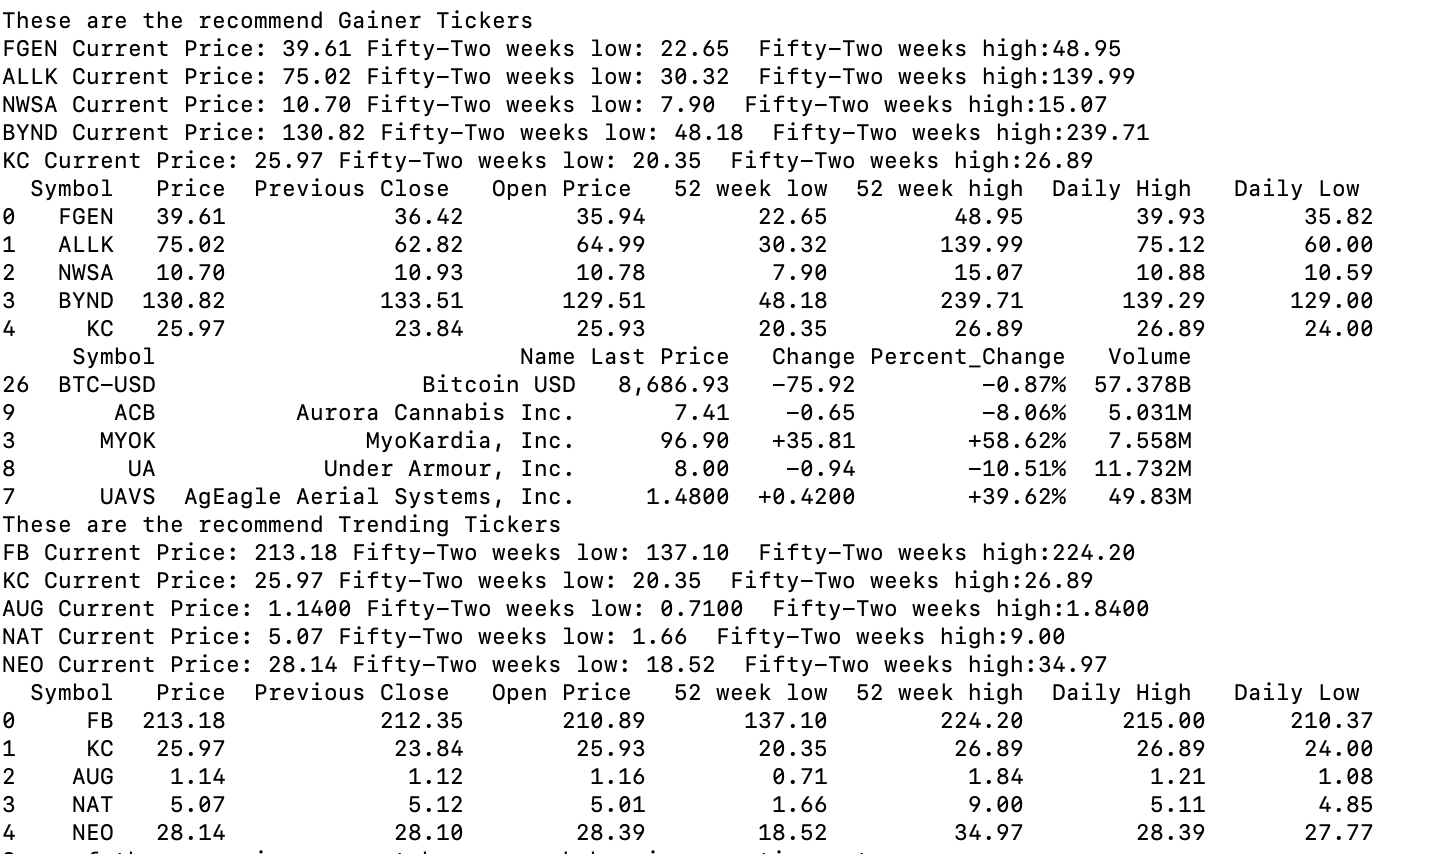 These are the recommend Gainer Tickers
FGEN Current Price: 39.61 Fifty-Two weeks low: 22.65  Fifty-Two weeks high:48.95
ALLK Current Price: 75.02 Fifty-Two weeks low: 30.32  Fifty-Two weeks high:139.99
NWSA Current Price: 10.70 Fifty-Two weeks low: 7.90  Fifty-Two weeks high:15.07
BYND Current Price: 130.82 Fifty-Two weeks low: 48.18  Fifty-Two weeks high:239.71
KC Current Price: 25.97 Fifty-Two weeks low: 20.35  Fifty-Two weeks high:26.89
  Symbol   Price  Previous Close   Open Price   52 week low  52 week high  Daily High   Daily Low
0   FGEN   39.61            36.42        35.94        22.65         48.95       39.93       35.82
1   ALLK   75.02            62.82        64.99        30.32        139.99       75.12       60.00
2   NWSA   10.70            10.93        10.78         7.90         15.07       10.88       10.59
3   BYND  130.82           133.51       129.51        48.18        239.71      139.29      129.00
4     KC   25.97            23.84        25.93        20.35         26.89       26.89       24.00
     Symbol                          Name Last Price   Change Percent_Change   Volume
26  BTC-USD                   Bitcoin USD   8,686.93   -75.92         -0.87%  57.378B
9       ACB          Aurora Cannabis Inc.       7.41    -0.65         -8.06%   5.031M
3      MYOK               MyoKardia, Inc.      96.90   +35.81        +58.62%   7.558M
8        UA            Under Armour, Inc.       8.00    -0.94        -10.51%  11.732M
7      UAVS  AgEagle Aerial Systems, Inc.     1.4800  +0.4200        +39.62%   49.83M
These are the recommend Trending Tickers
FB Current Price: 213.18 Fifty-Two weeks low: 137.10  Fifty-Two weeks high:224.20
KC Current Price: 25.97 Fifty-Two weeks low: 20.35  Fifty-Two weeks high:26.89
AUG Current Price: 1.1400 Fifty-Two weeks low: 0.7100  Fifty-Two weeks high:1.8400
NAT Current Price: 5.07 Fifty-Two weeks low: 1.66  Fifty-Two weeks high:9.00
NEO Current Price: 28.14 Fifty-Two weeks low: 18.52  Fifty-Two weeks high:34.97
  Symbol   Price  Previous Close   Open Price   52 week low  52 week high  Daily High   Daily Low
0     FB  213.18           212.35       210.89       137.10        224.20      215.00      210.37
1     KC   25.97            23.84        25.93        20.35         26.89       26.89       24.00
2    AUG    1.14             1.12         1.16         0.71          1.84        1.21        1.08
3    NAT    5.07             5.12         5.01         1.66          9.00        5.11        4.85
4    NEO   28.14            28.10        28.39        18.52         34.97       28.39       27.77